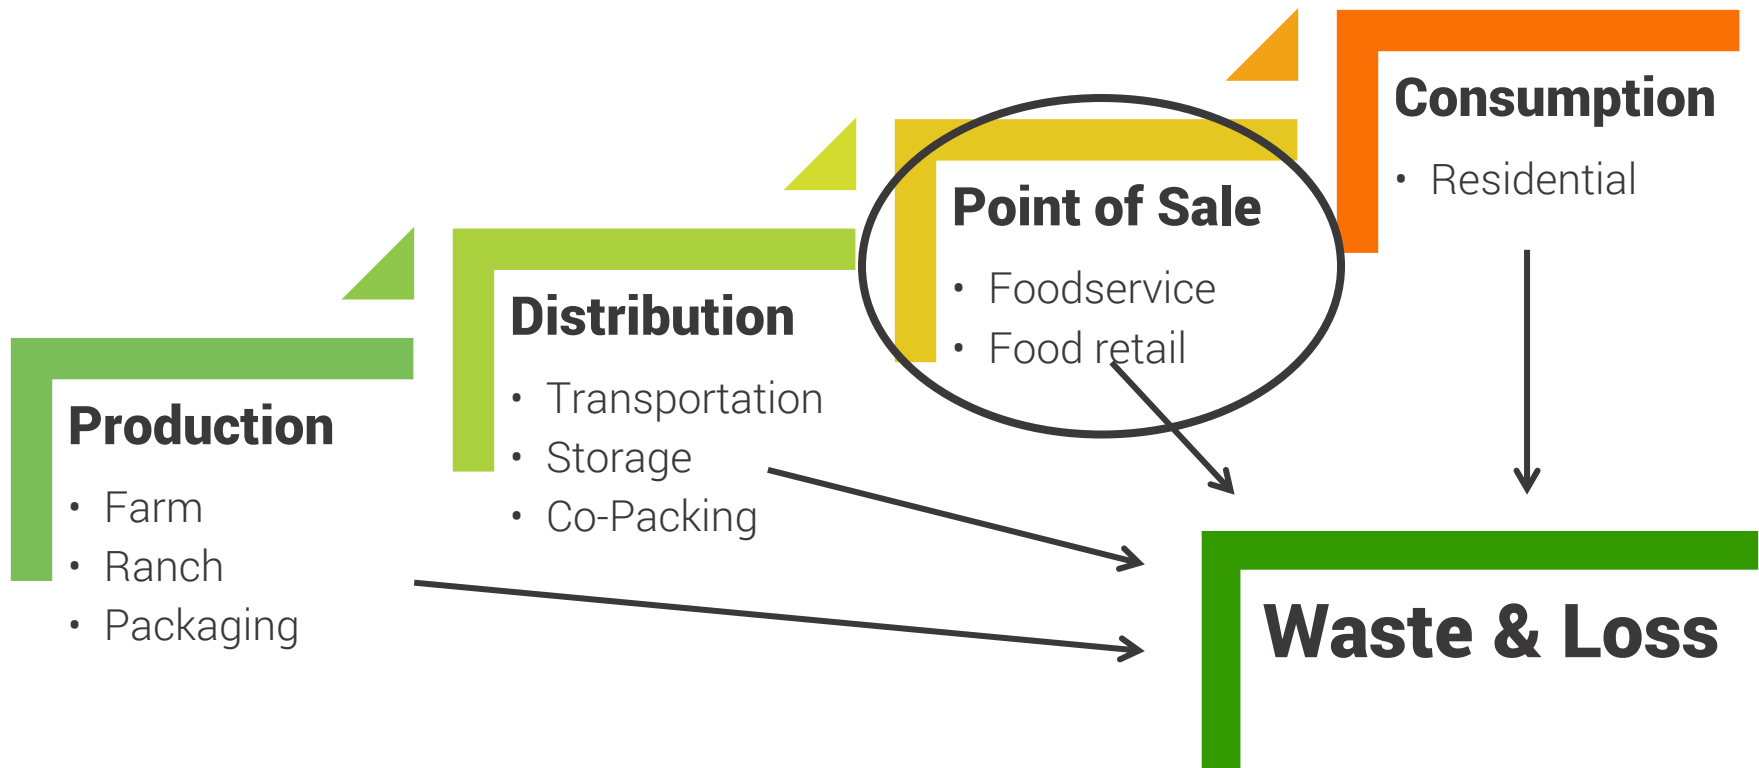 Production
• Farm
• Ranch
• Packaging
Distribution
• Transportation
• Storage
• Co-Packing
Point of Sale
• Foodservice
• Food retail
Consumption
• Residential
Waste & Loss